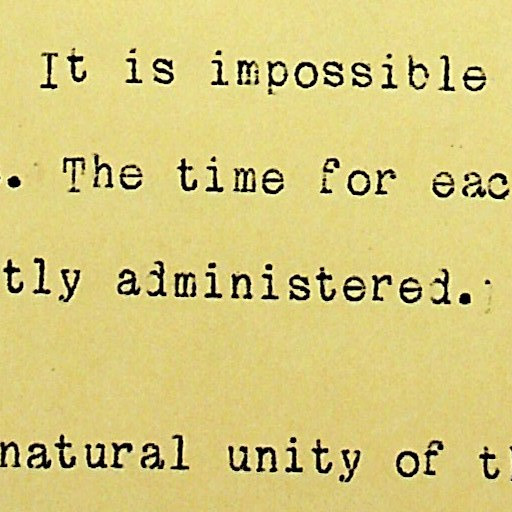 It is impossible
. The time for eac
tly administered.
natural unity of t